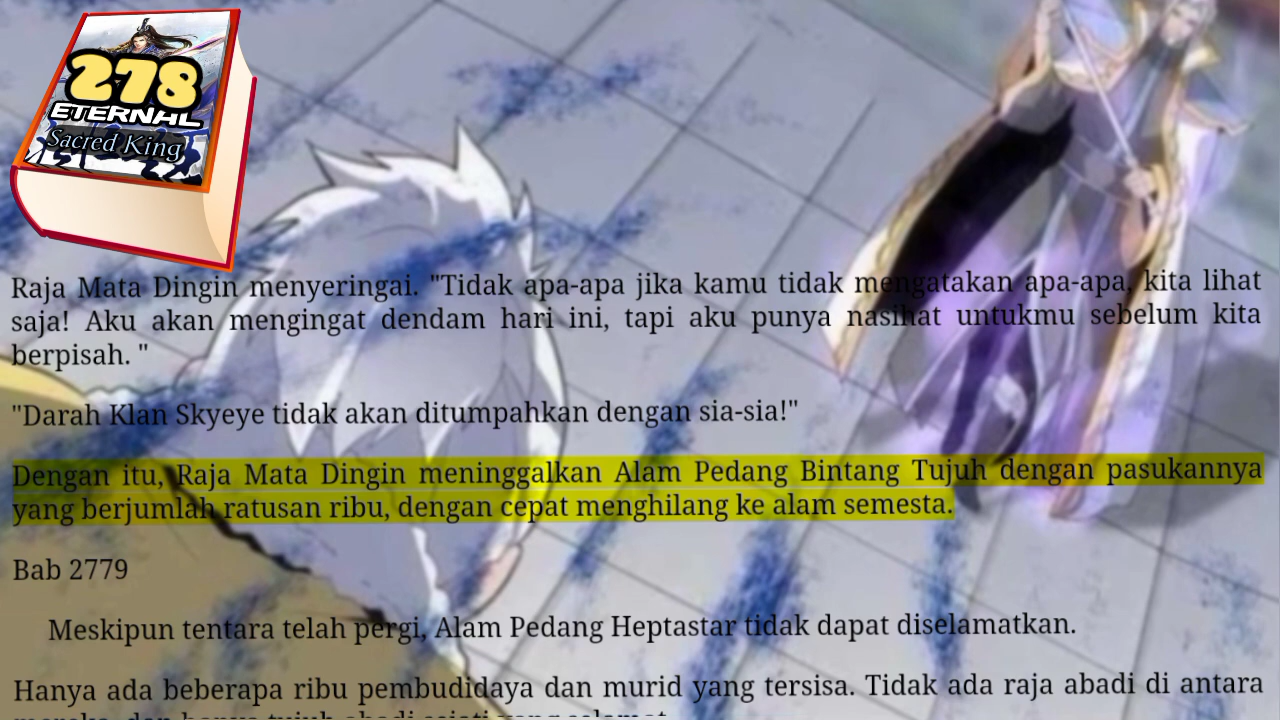 278
ETERNAL
Sacred King
Raja Mata Dingin menyeringai. "Tidak apa-apa jika kamu tidak mengatakan apa-apa, kita lihat
saja! Aku akan mengingat dendam hari ini, tapi aku punya nasihat untukmu sebelum kita
berpisah. "
"Darah Klan Skyeye tidak akan ditumpahkan dengan sia-sia!"
Dengan itu, Raja Mata Dingin meninggalkan Alam Pedang Bintang Tujuh dengan pasukannya
yang berjumlah ratusan ribu, dengan cepat menghilang ke alam semesta.
Bab 2779
Meskipun tentara telah pergi, Alam Pedang Heptastar tidak dapat diselamatkan.
Hanya ada beberapa ribu pembudidaya dan murid yang tersisa. Tidak ada raja abadi di antara